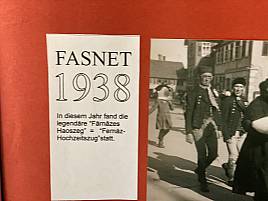 FASNET
1938
In diesem Jahr fand die
legendäre "Färnäzes
Haoszeg" = "Fernäz-
Hochzeitszug"statt.